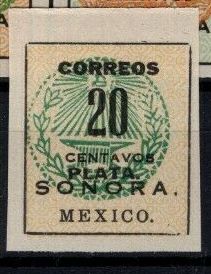 CORREOS
20
CENTAVOS
PLATA.
SONORA.
MEXICO.